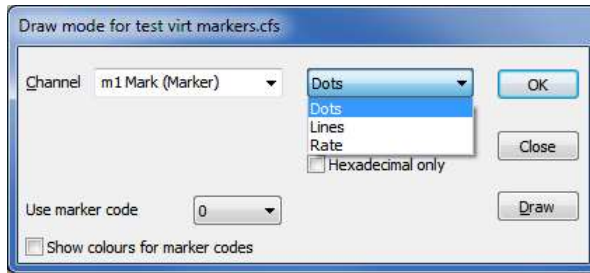 Draw mode for test virt markers.cfs
Channel m1 Mark (Marker) Dots OK
Dots
Lines
Rate Close
Hexadecimal only
Use marker code 0 Draw
Show colours for marker codes